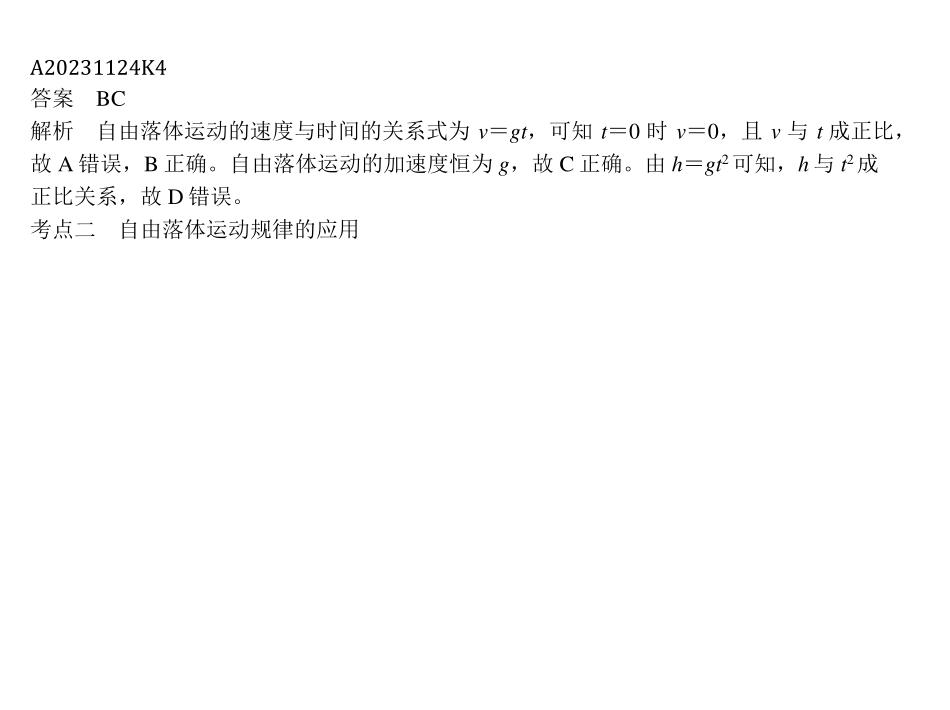 A20231124K4
答案　BC
解析　自由落体运动的速度与时间的关系式为 v＝gt，可知 t＝0 时 v＝0，且 v 与 t 成正比，
故 A 错误，B 正确。自由落体运动的加速度恒为 g，故 C 正确。由 h＝gt²可知，h 与 t²成
正比关系，故 D 错误。
考点二　自由落体运动规律的应用